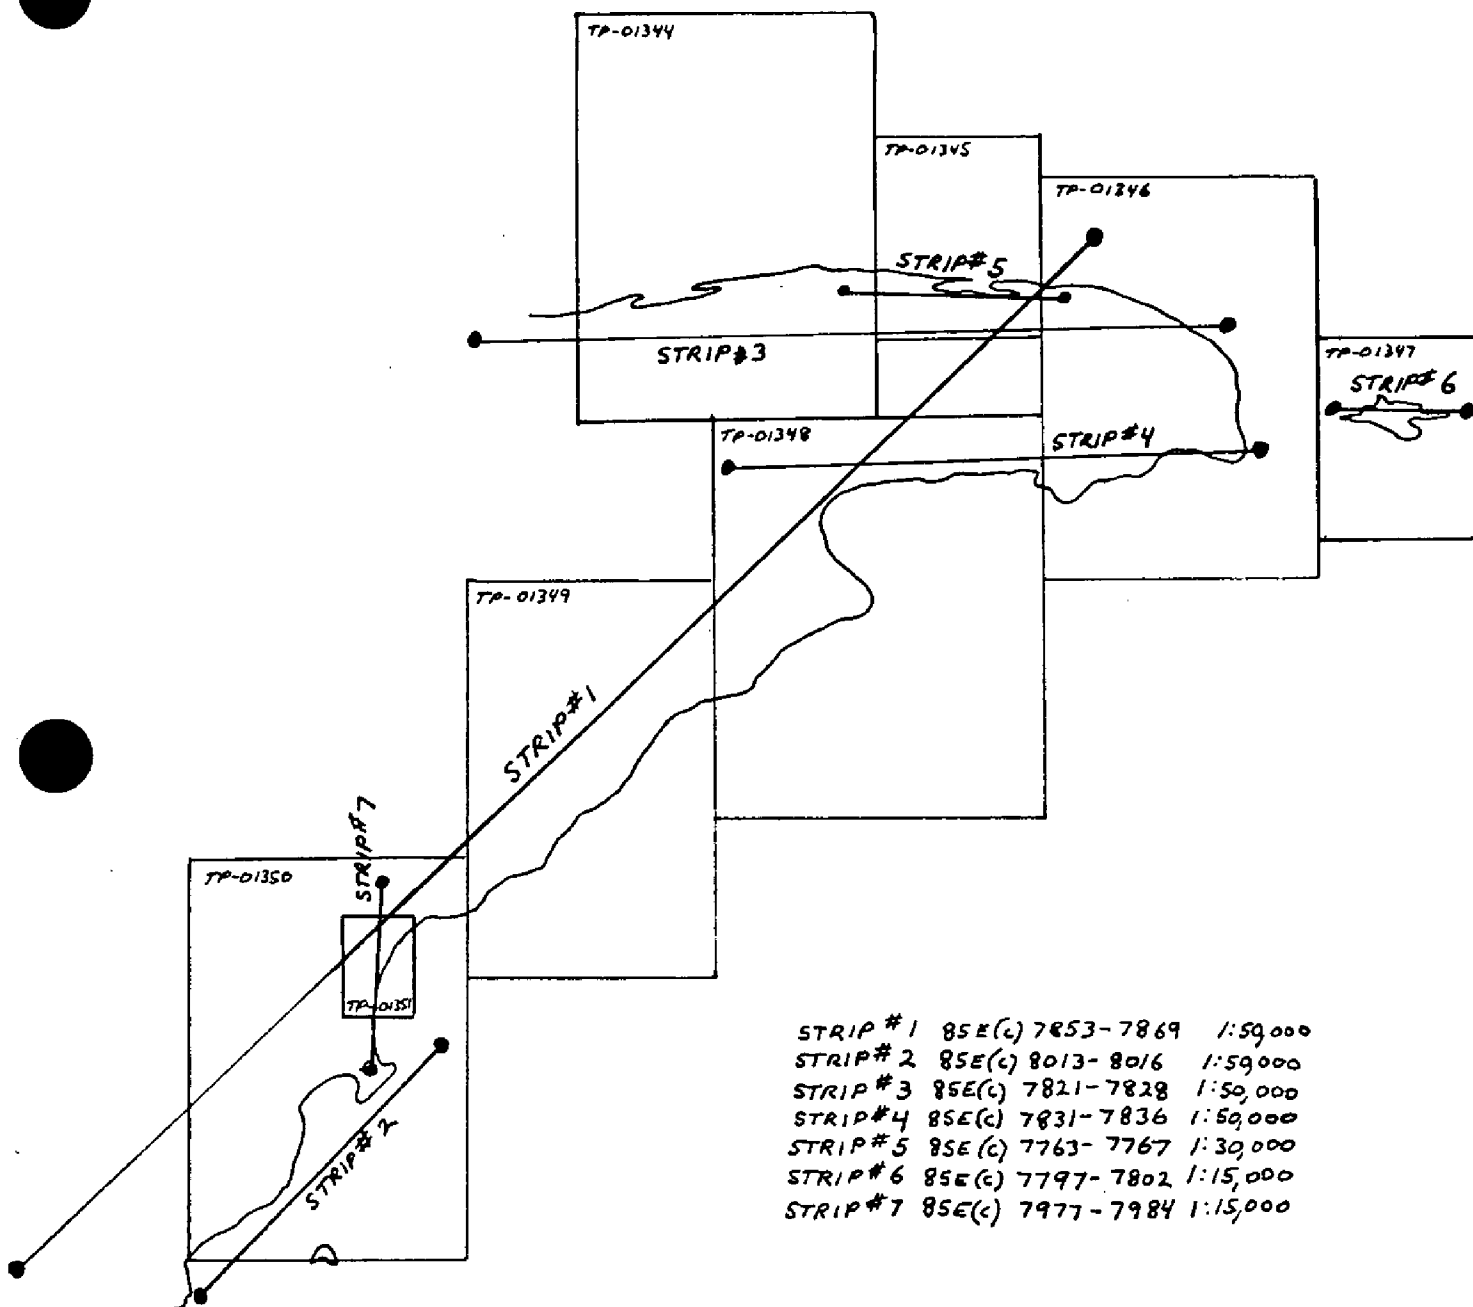 TP-01344
TP-01345
TP-01346
STRIP#5
STRIP#3
TP-01347
STRIP#6
TP-01348
STRIP#4
TP-01349
STRIP#1
STRIP#7
TP-01350
TP-01351
STRIP#2
STRIP #1 85E(C) 7853-7869 1:50,000
STRIP #2 85E(C) 8013-8016 1:50,000
STRIP #3 85E(C) 7821-7828 1:50,000
STRIP #4 85E(C) 7831-7836 1:50,000
STRIP #5 85E(C) 7763-7767 1:30,000
STRIP #6 85E(C) 7797-7802 1:15,000
STRIP #7 85E(C) 7977-7984 1:15,000